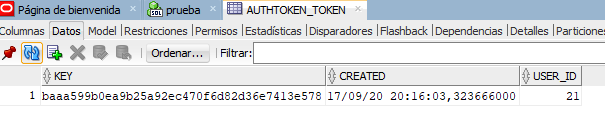 Página de bienvenida prueba AUTHTOKEN_TOKEN
Columnas Datos Model Restricciones Permisos Estadísticas Disparadores Flashback Dependencias Detalles Particiones
Ordenar... Filtrar:
KEY CREATED USER_ID
1 baaa599b0ea9b25a92ec470f6d82d36e7413e578 17/09/20 20:16:03,323666000 21